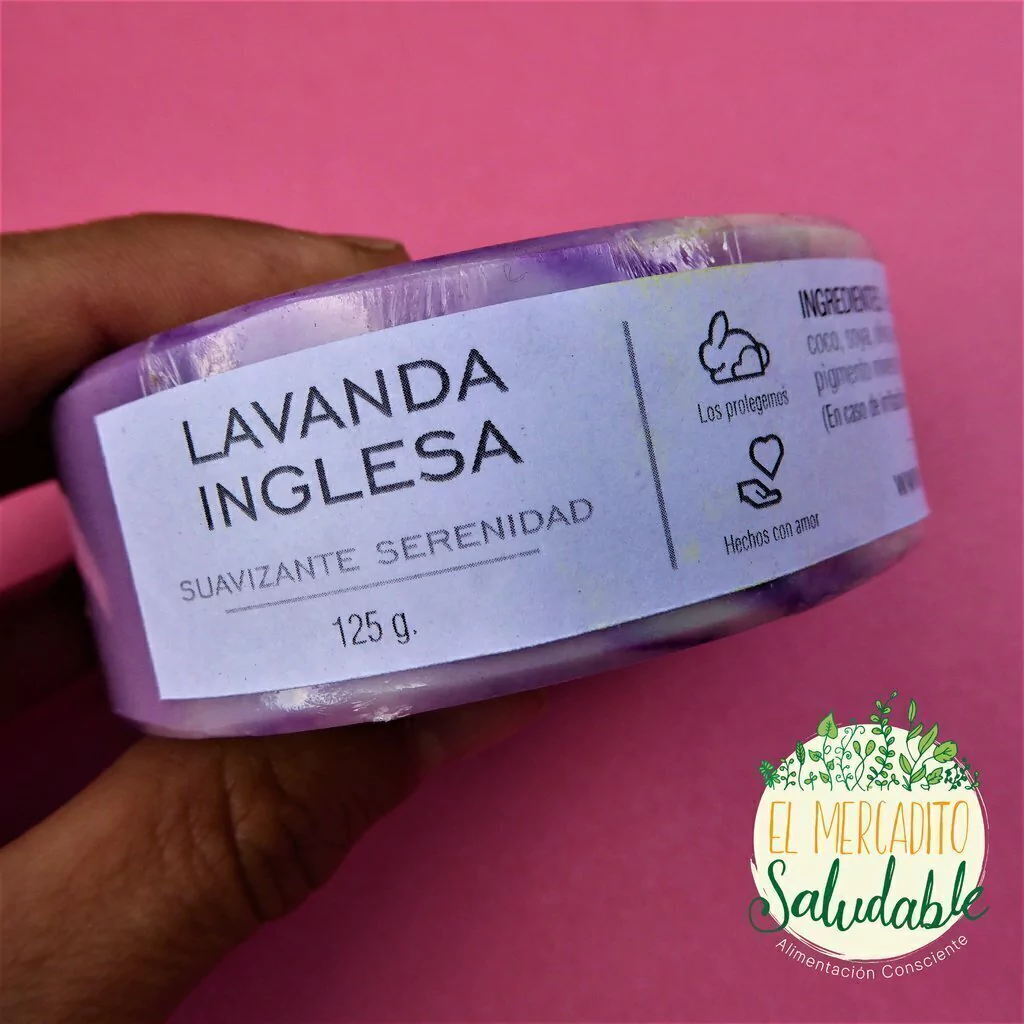 LAVANDA
INGLESA
SUAVIZANTE SERENIDAD
125 g.
Los protegemos
Hechos con amor
INGREDIENTES
coco, soya,
pigmento
(En caso de
EL MERCADITO
Saludable
Alimentación Consciente